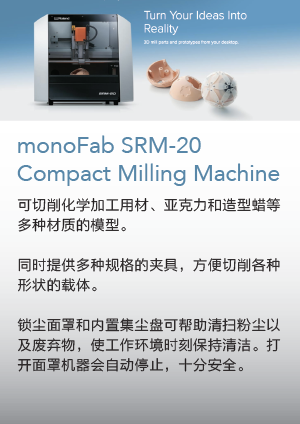 Turn Your Ideas Into
Reality
3D mill parts and prototypes from your desktop.
Roland
SRM-20
monoFab SRM-20
Compact Milling Machine
可切削化学加工用材、亚克力和造型蜡等
多种材质的模型。
同时提供多种规格的夹具，方便切削各种
形状的载体。
锁尘面罩和内置集尘盘可帮助清扫粉尘以
及废弃物，使工作环境时刻保持清洁。打
开面罩机器会自动停止，十分安全。